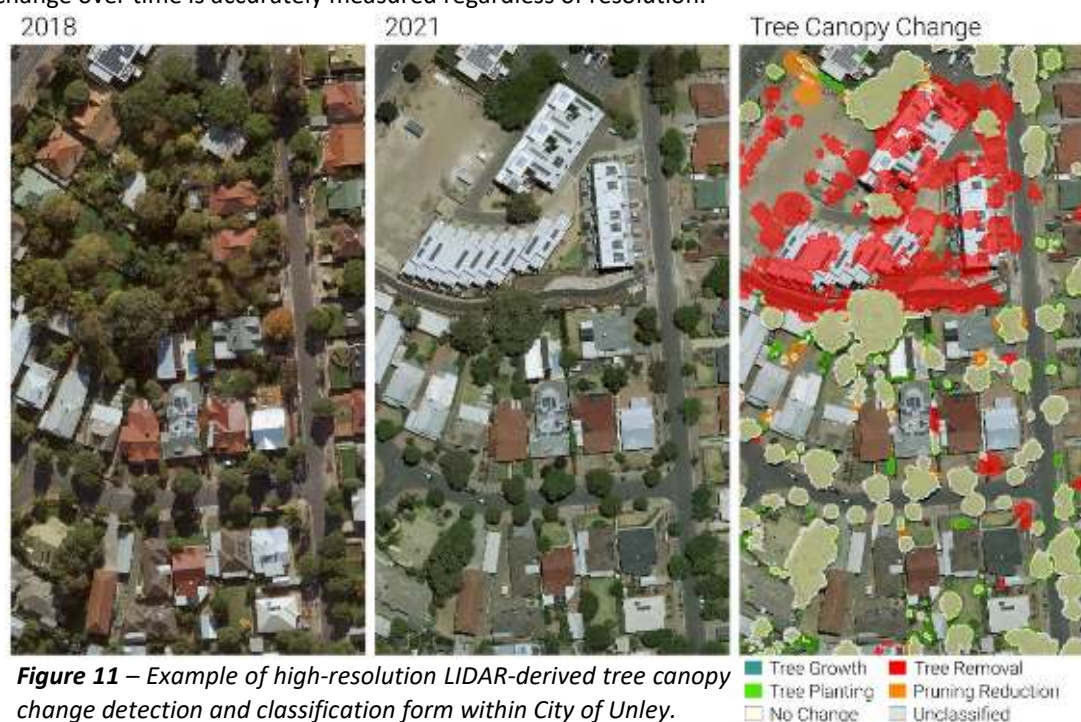 change over time is accurately measured regardless of resolution.
2018 2021 Tree Canopy Change
Figure 11 – Example of high-resolution LIDAR-derived tree canopy
change detection and classification form within City of Unley.
Tree Growth Tree Removal
Tree Planting Pruning Reduction
No Change Unclassified